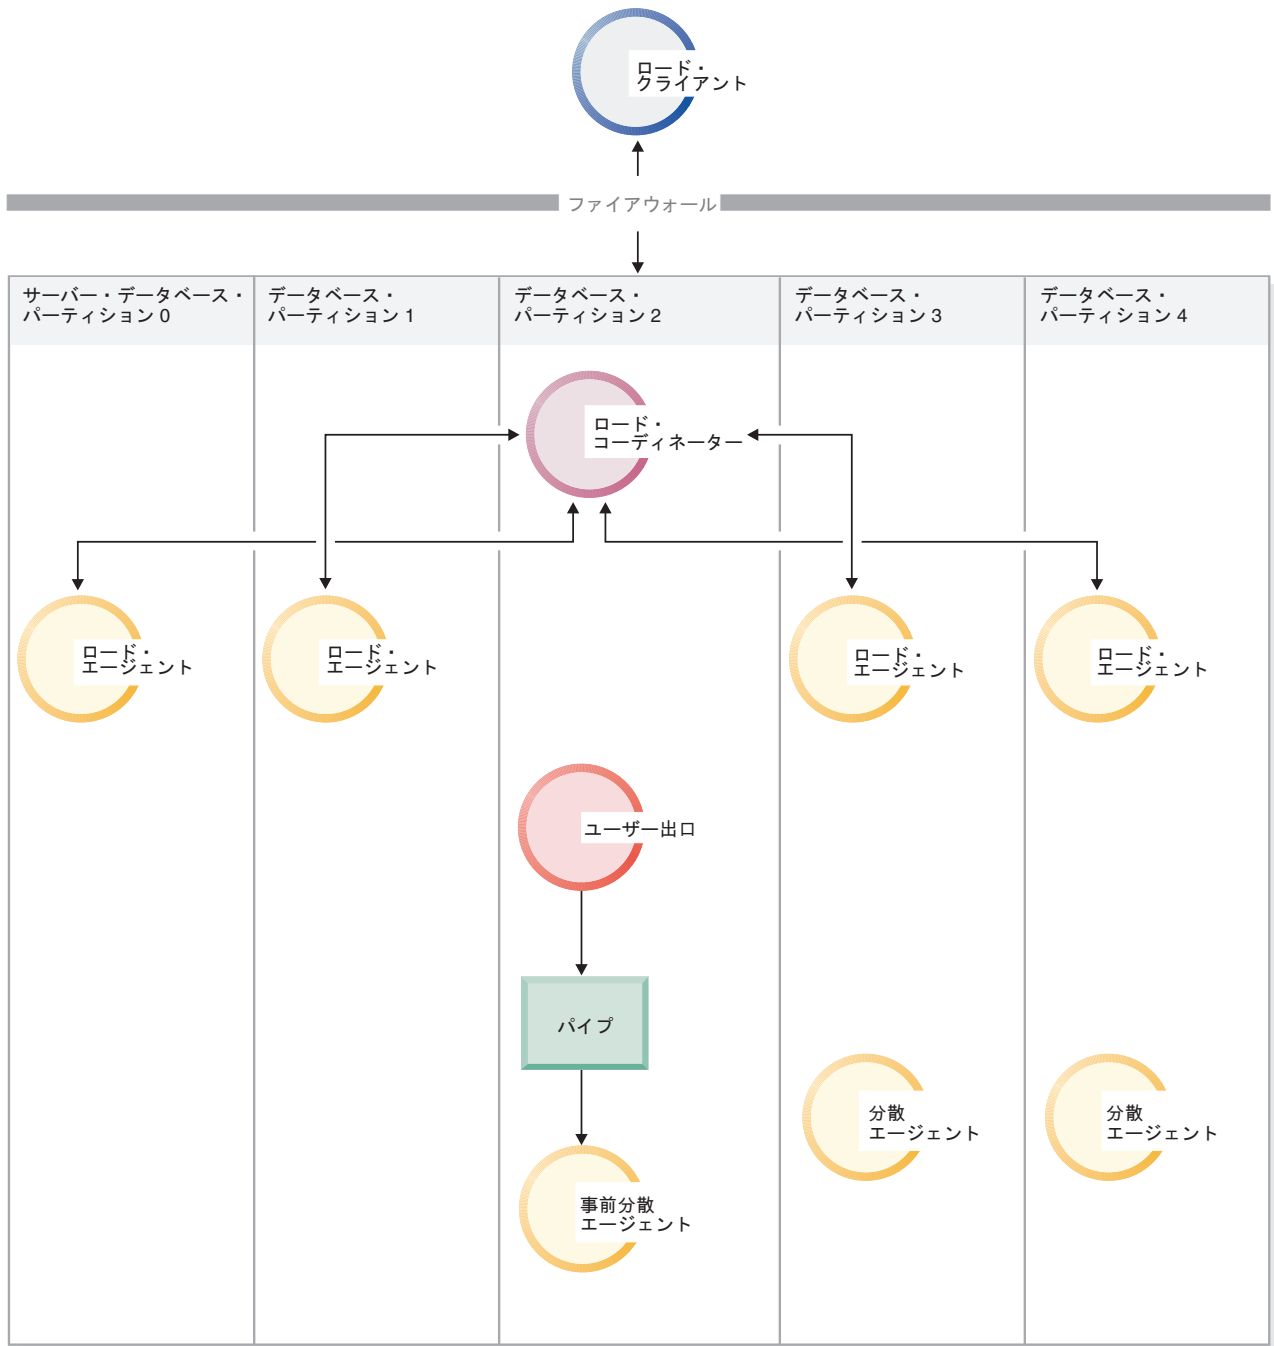 ロード・
クライアント
ファイアウォール
サーバー・データベース・
パーティション 0
データベース・
パーティション 1
データベース・
パーティション 2
データベース・
パーティション 3
データベース・
パーティション 4
ロード・
コーディネーター
ロード・
エージェント
ロード・
エージェント
ロード・
エージェント
ロード・
エージェント
ユーザー出口
パイプ
分散
エージェント
分散
エージェント
事前分散
エージェント